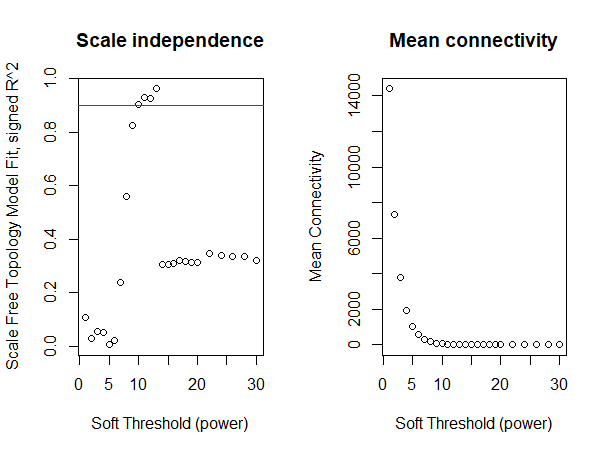 Scale independence
Scale Free Topology Model Fit, signed R^2
1.0
0.8
0.6
0.4
0.2
0.0
0 5 10 20 30
Soft Threshold (power)
Mean connectivity
Mean Connectivity
14000
10000
6000
2000
0
0 5 10 20 30
Soft Threshold (power)